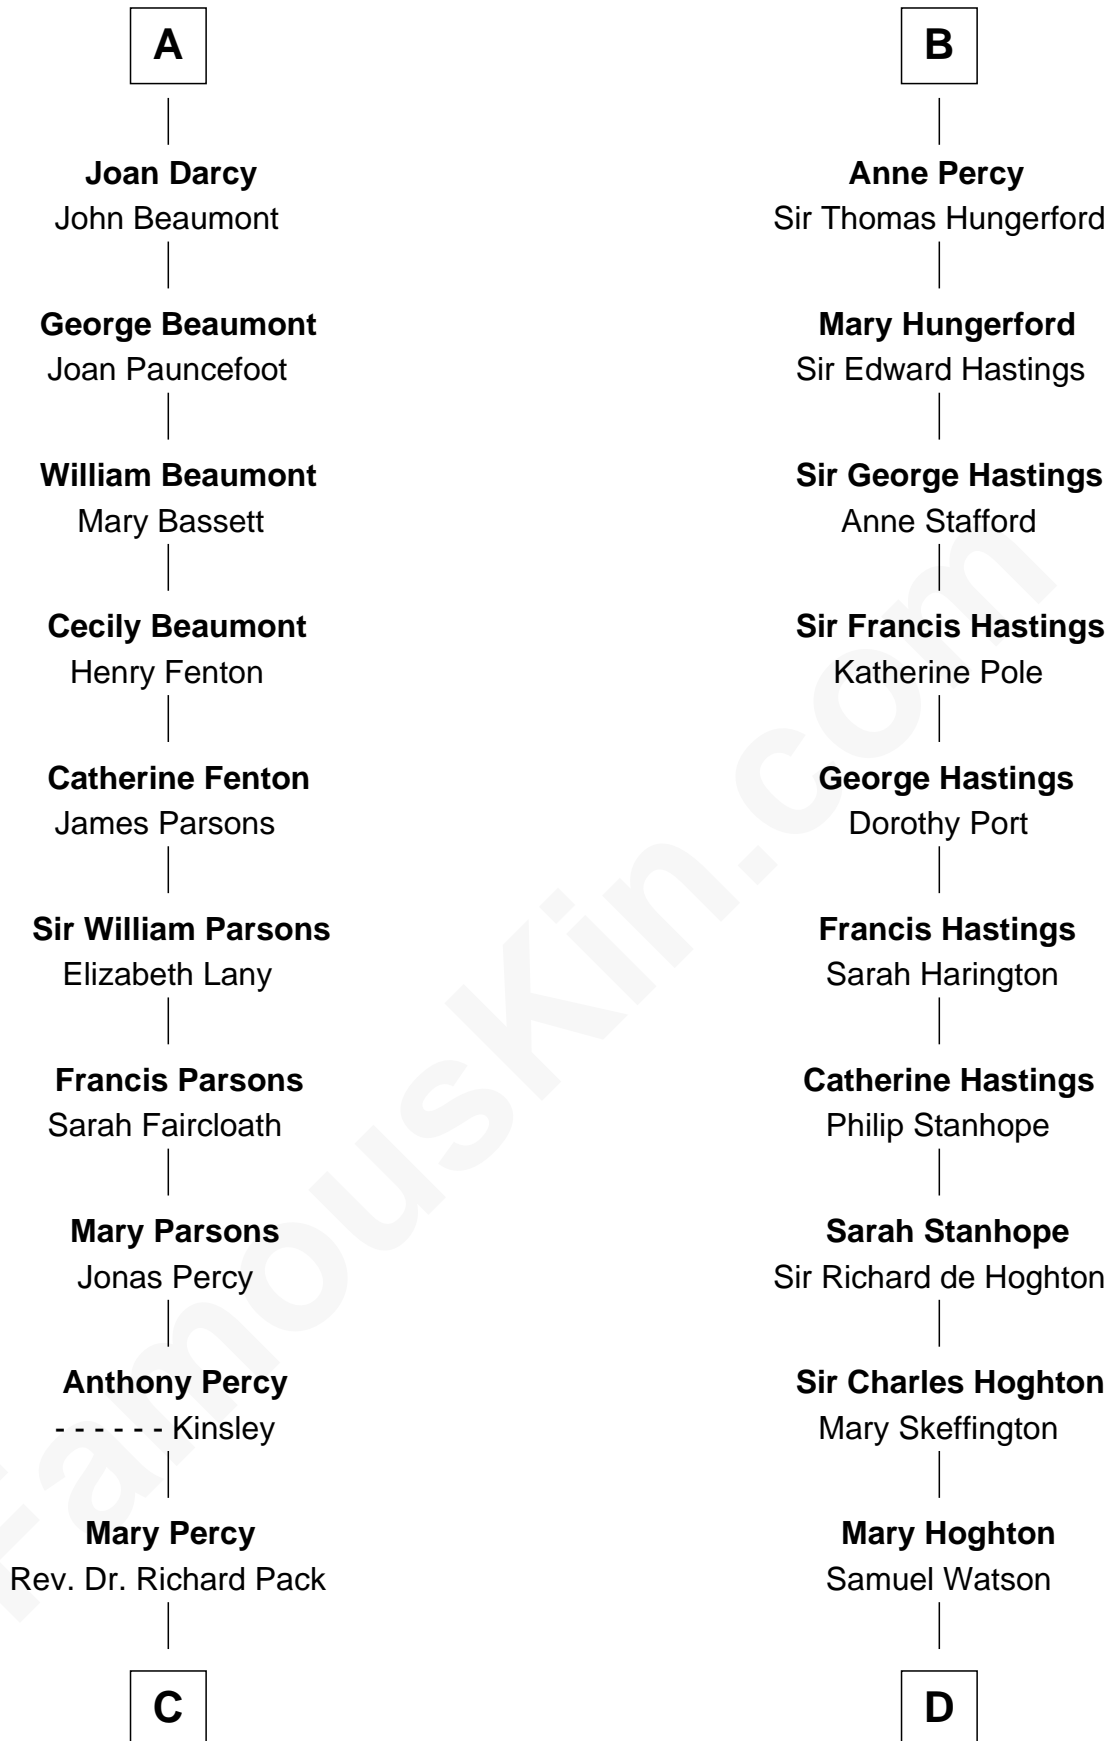 A
Joan Darcy
John Beaumont
George Beaumont
Joan Pauncefoot
William Beaumont
Mary Bassett
Cecily Beaumont
Henry Fenton
Catherine Fenton
James Parsons
Sir William Parsons
Elizabeth Lany
Francis Parsons
Sarah Faircloath
Mary Parsons
Jonas Percy
Anthony Percy
- - - - - - Kinsley
Mary Percy
Rev. Dr. Richard Pack
C
B
Anne Percy
Sir Thomas Hungerford
Mary Hungerford
Sir Edward Hastings
Sir George Hastings
Anne Stafford
Sir Francis Hastings
Katherine Pole
George Hastings
Dorothy Port
Francis Hastings
Sarah Harington
Catherine Hastings
Philip Stanhope
Sarah Stanhope
Sir Richard de Hoghton
Sir Charles Hoghton
Mary Skeffington
Mary Hoghton
Samuel Watson
D
FamousKin.com